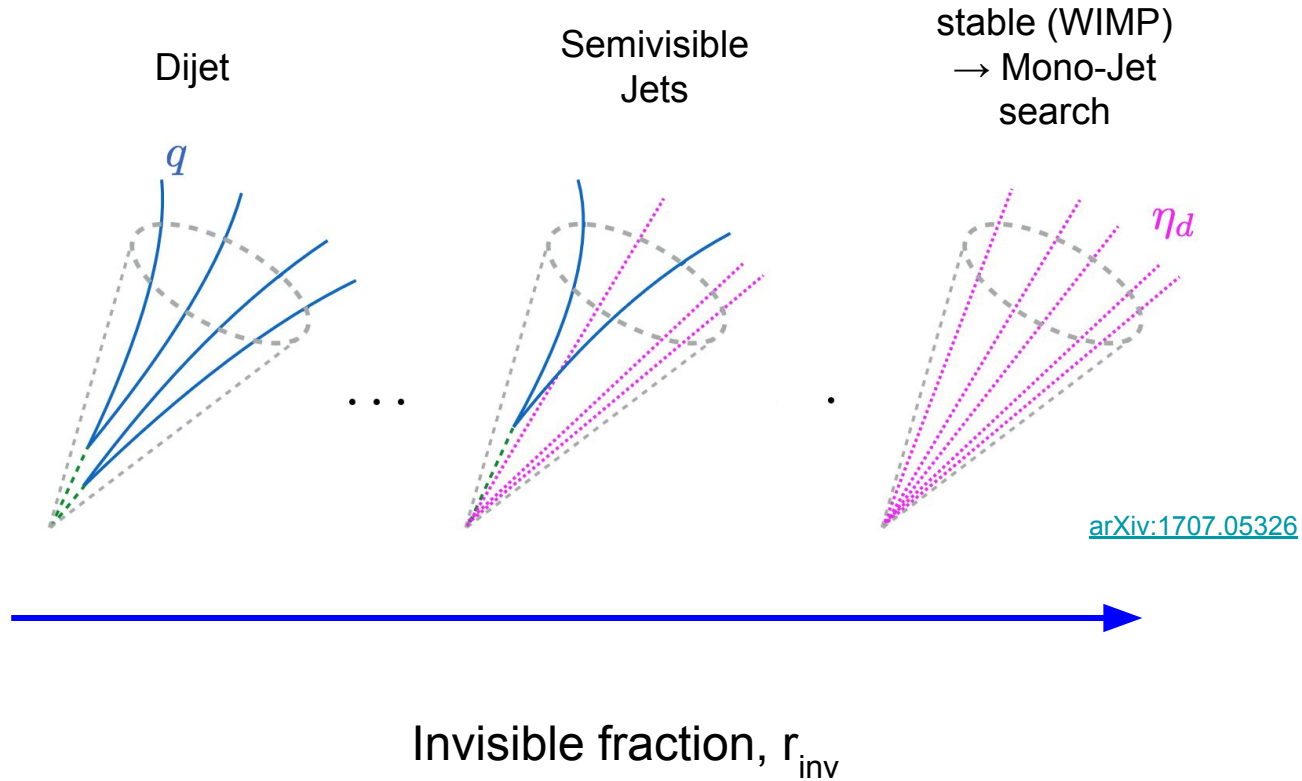 Dijet
Semivisible
Jets
stable (WIMP)
→ Mono-Jet
search
q
η_d
. . .
.
arXiv:1707.05326
Invisible fraction, r_inv